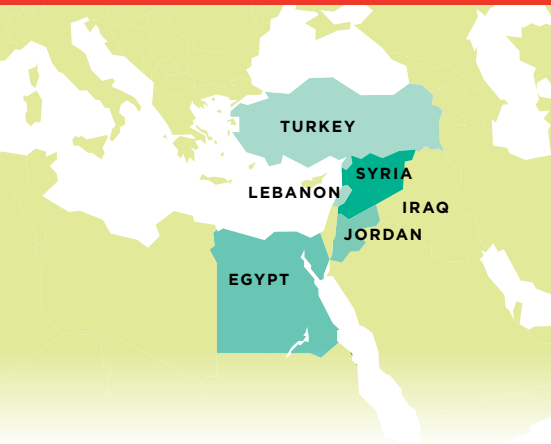 TURKEY
SYRIA
LEBANON
IRAQ
JORDAN
EGYPT